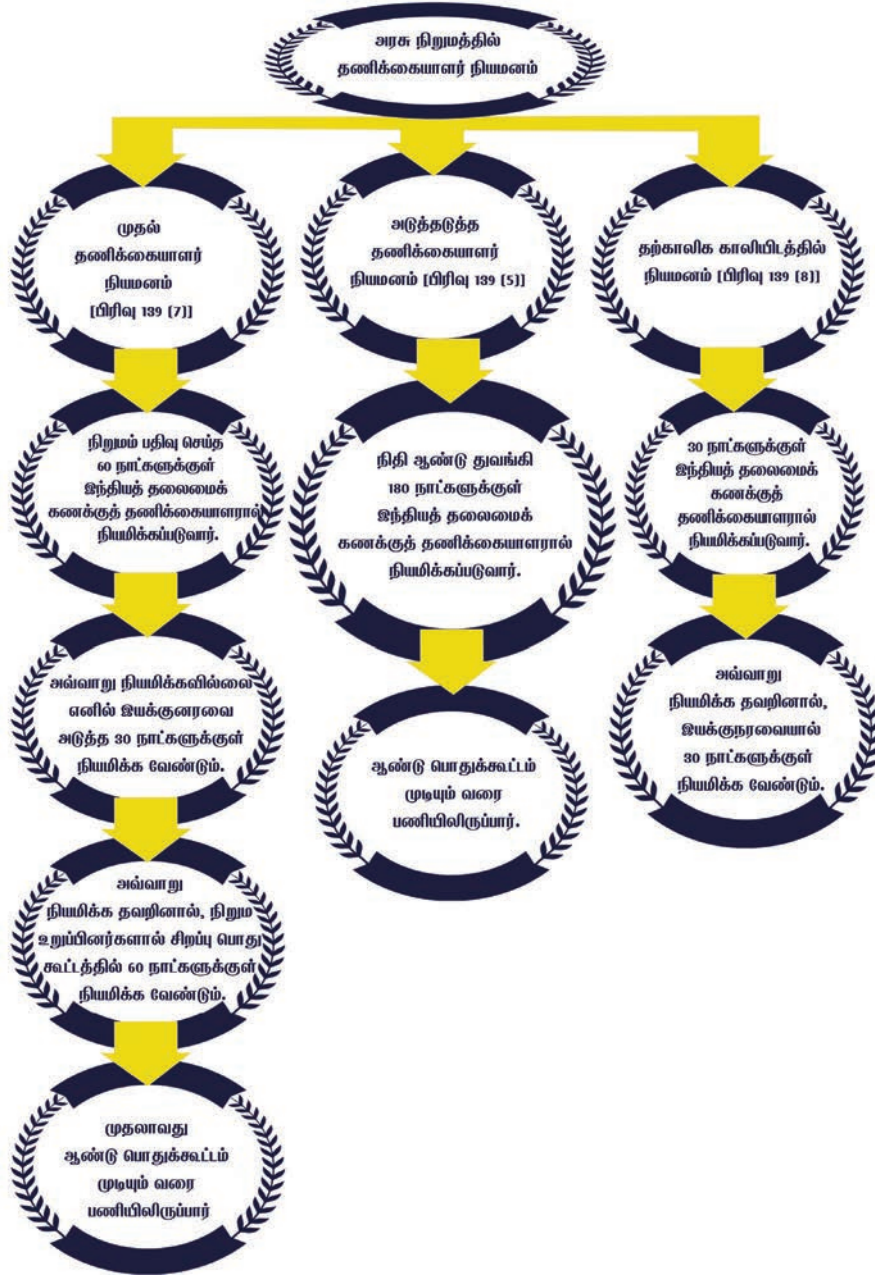 அரசு நிறுமத்தில்
தணிக்கையாளர் நியமனம்
முதல்
தணிக்கையாளர்
நியமனம்
[பிரிவு 139 (7)]
நிறுமம் பதிவு செய்த
60 நாட்களுக்குள்
இந்தியத் தலைமைக்
கணக்குத் தணிக்கையாளரால்
நியமிக்கப்படுவார்.
அவ்வாறு நியமிக்கவில்லை
எனில் இயக்குனரவை
அடுத்த 30 நாட்களுக்குள்
நியமிக்க வேண்டும்.
அவ்வாறு
நியமிக்க தவறினால், நிறும
உறுப்பினர்களால் சிறப்பு பொது
கூட்டத்தில் 60 நாட்களுக்குள்
நியமிக்க வேண்டும்.
முதலாவது
ஆண்டு பொதுக்கூட்டம்
முடியும் வரை
பணியிலிருப்பார்
அடுத்தடுத்த
தணிக்கையாளர்
நியமனம் [பிரிவு 139 (5)]
நிதி ஆண்டு துவங்கி
180 நாட்களுக்குள்
இந்தியத் தலைமைக்
கணக்குத் தணிக்கையாளரால்
நியமிக்கப்படுவார்.
ஆண்டு பொதுக்கூட்டம்
முடியும் வரை
பணியிலிருப்பார்.
தற்காலிக காலியிடத்தில்
நியமனம் [பிரிவு 139 (8)]
30 நாட்களுக்குள்
இந்தியத் தலைமைக்
கணக்குத்
தணிக்கையாளரால்
நியமிக்கப்படுவார்.
அவ்வாறு
நியமிக்க தவறினால்,
இயக்குநரவையால்
30 நாட்களுக்குள்
நியமிக்க வேண்டும்.